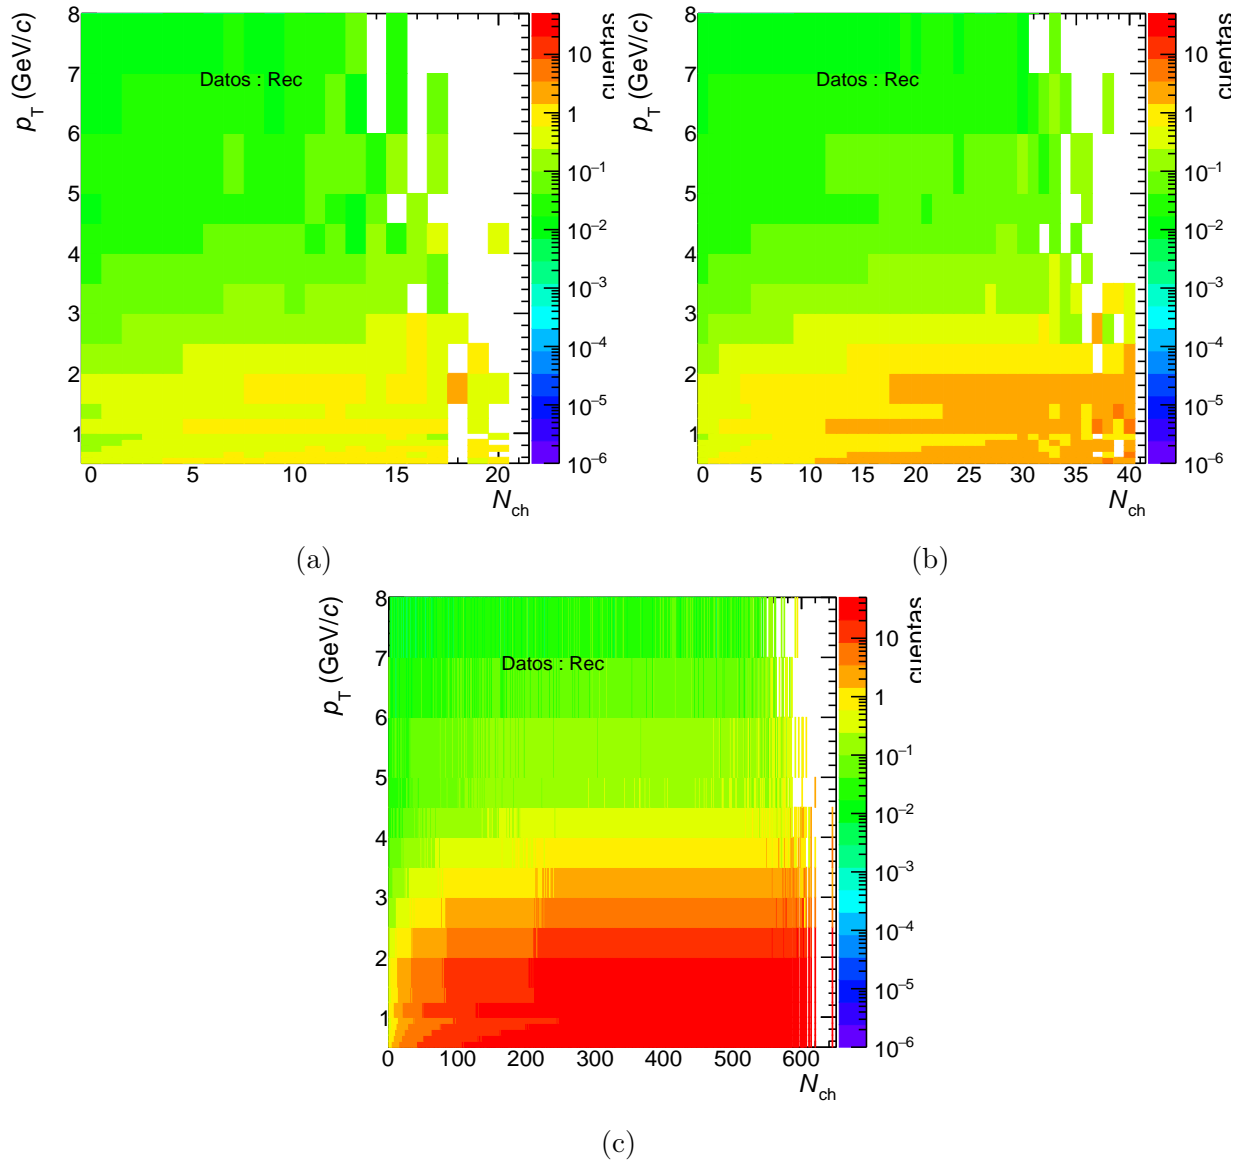 p_T (GeV/c)
8
7
6
5
4
3
2
1
Datos : Rec
0 5 10 15 20
N_ch
cuentas
10
1
10^−1
10^−2
10^−3
10^−4
10^−5
10^−6
(a)
p_T (GeV/c)
8
7
6
5
4
3
2
1
Datos : Rec
0 5 10 15 20 25 30 35 40
N_ch
cuentas
10
1
10^−1
10^−2
10^−3
10^−4
10^−5
10^−6
(b)
p_T (GeV/c)
8
7
6
5
4
3
2
1
Datos : Rec
0 100 200 300 400 500 600
N_ch
cuentas
10
1
10^−1
10^−2
10^−3
10^−4
10^−5
10^−6
(c)